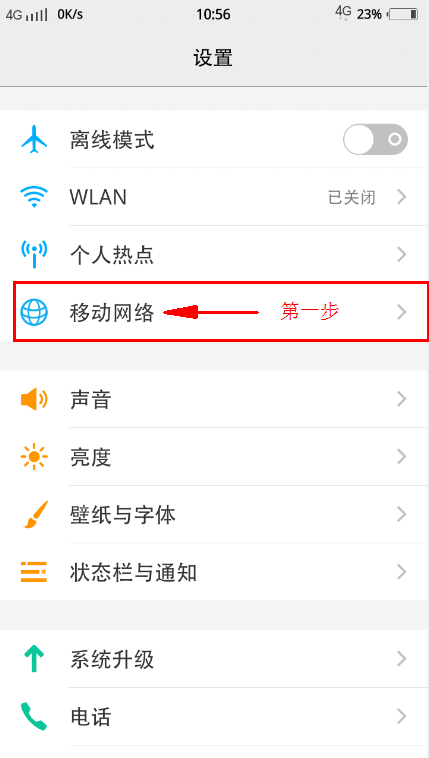 4G 0K/s 10:56 4G 23%
设置
离线模式
WLAN 已关闭
个人热点
移动网络 第一步
声音
亮度
壁纸与字体
状态栏与通知
系统升级
电话